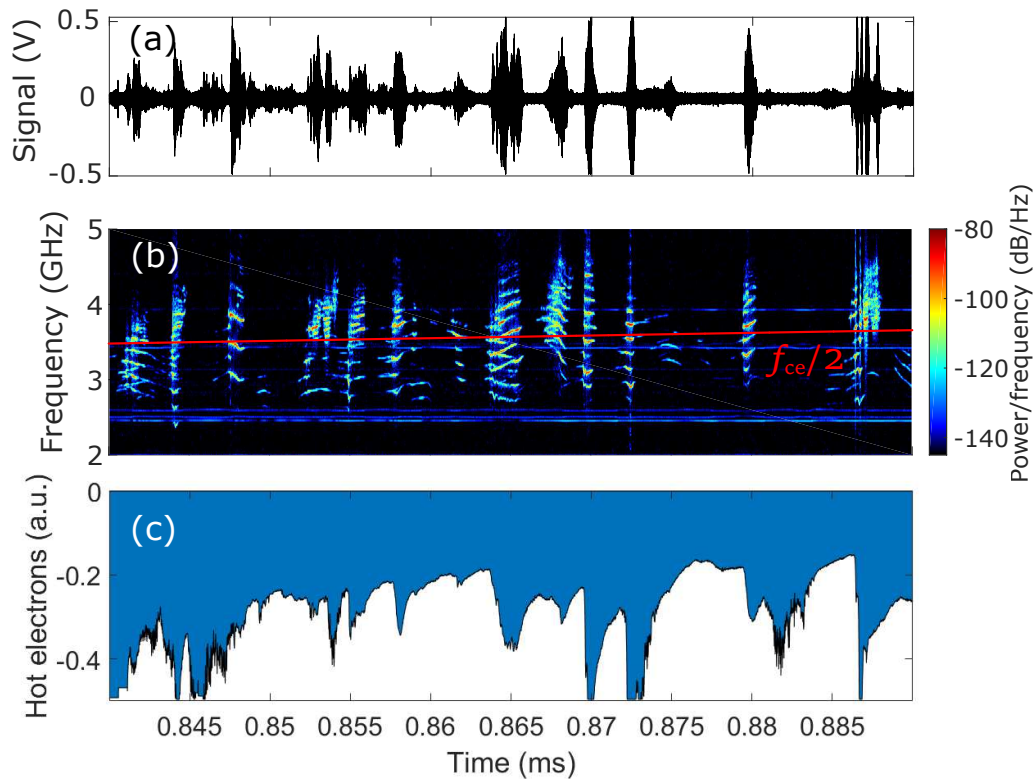 (a)
Signal (V)
0.5
0
-0.5
(b)
Frequency (GHz)
5
4
3
2
fce/2
-80
-100
-120
-140
Power/frequency (dB/Hz)
(c)
Hot electrons (a.u.)
0
-0.2
-0.4
0.845 0.85 0.855 0.86 0.865 0.87 0.875 0.88 0.885
Time (ms)